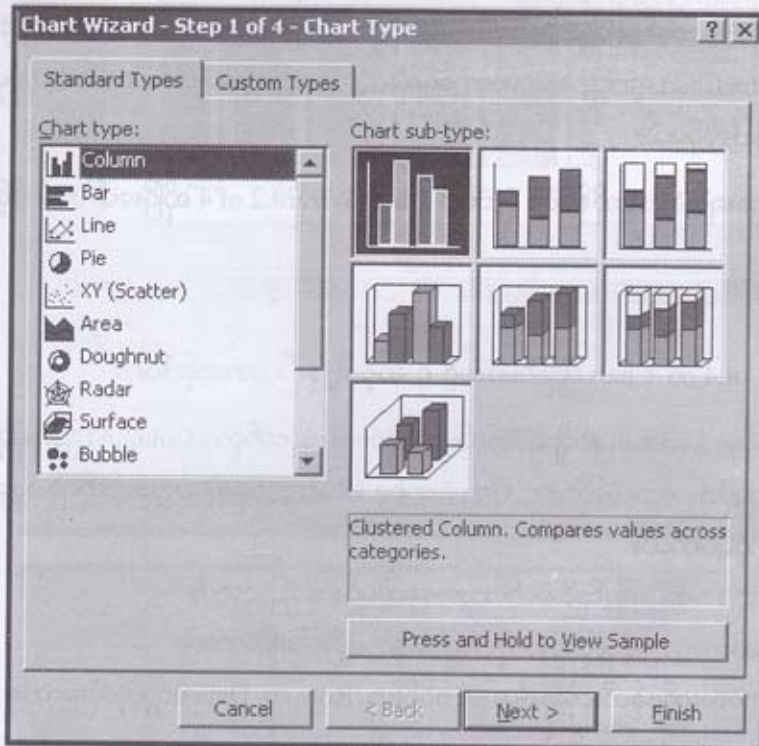 Chart Wizard - Step 1 of 4 - Chart Type
Standard Types
Custom Types
Chart type:
Column
Bar
Line
Pie
XY (Scatter)
Area
Doughnut
Radar
Surface
Bubble
Chart sub-type:
Clustered Column. Compares values across
categories.
Press and Hold to View Sample
Cancel
< Back
Next >
Finish